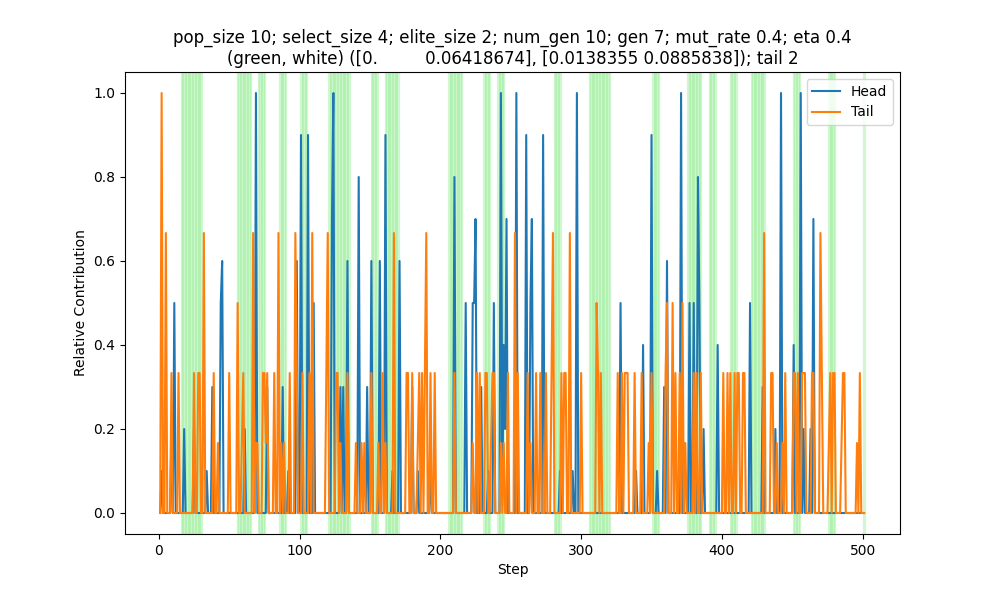 pop_size 10; select_size 4; elite_size 2; num_gen 10; gen 7; mut_rate 0.4; eta 0.4
(green, white) ([0. 0.06418674], [0.0138355 0.0885838]); tail 2
Head
Tail
Relative Contribution
1.0
0.8
0.6
0.4
0.2
0.0
0 100 200 300 400 500
Step